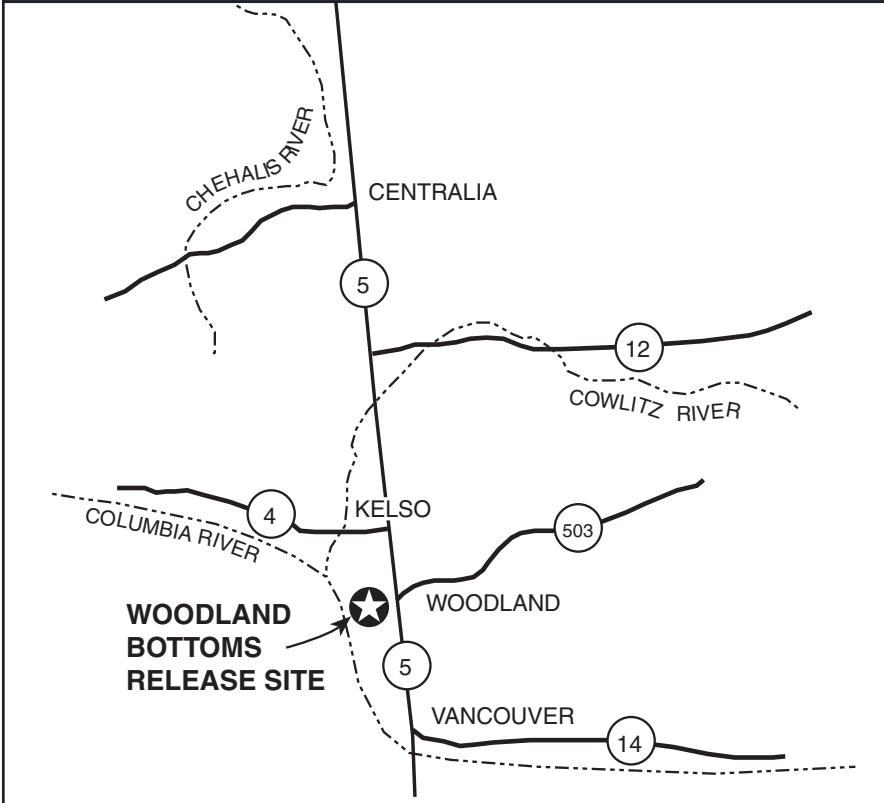 CHEHALIS RIVER
CENTRALIA
5
12
COWLITZ RIVER
KELSO
4
503
COLUMBIA RIVER
WOODLAND
WOODLAND
BOTTOMS
RELEASE SITE
5
VANCOUVER
14